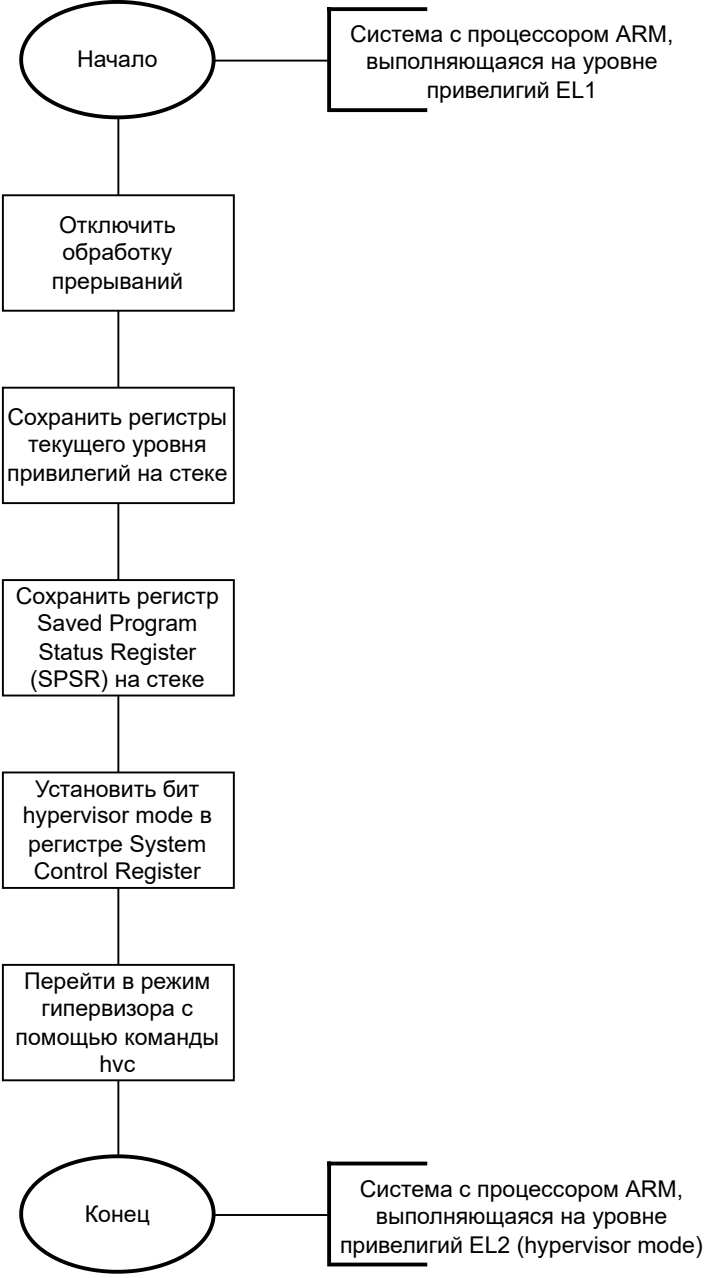 Начало
Система с процессором ARM,
выполняющаяся на уровне
привелигий EL1
Отключить
обработку
прерываний
Сохранить регистры
текущего уровня
привилегий на стеке
Сохранить регистр
Saved Program
Status Register
(SPSR) на стеке
Установить бит
hypervisor mode в
регистре System
Control Register
Перейти в режим
гипервизора с
помощью команды
hvc
Конец
Система с процессором ARM,
выполняющаяся на уровне
привелигий EL2 (hypervisor mode)